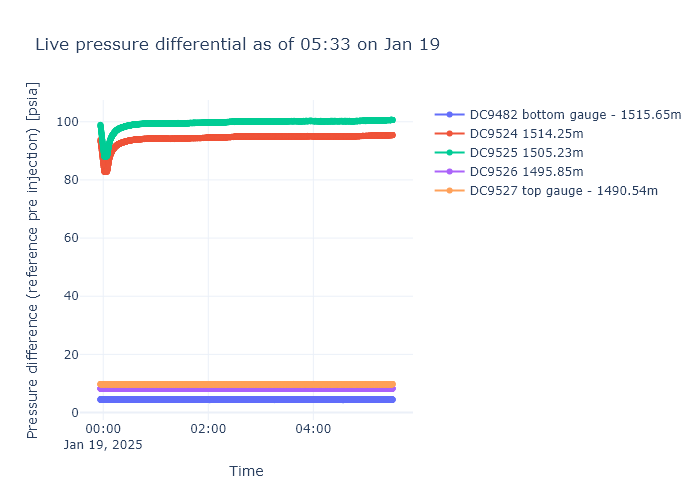 Live pressure differential as of 05:33 on Jan 19
Pressure difference (reference pre injection) [psia]
100
80
60
40
20
0
00:00
Jan 19, 2025
02:00
04:00
Time
DC9482 bottom gauge - 1515.65m
DC9524 1514.25m
DC9525 1505.23m
DC9526 1495.85m
DC9527 top gauge - 1490.54m